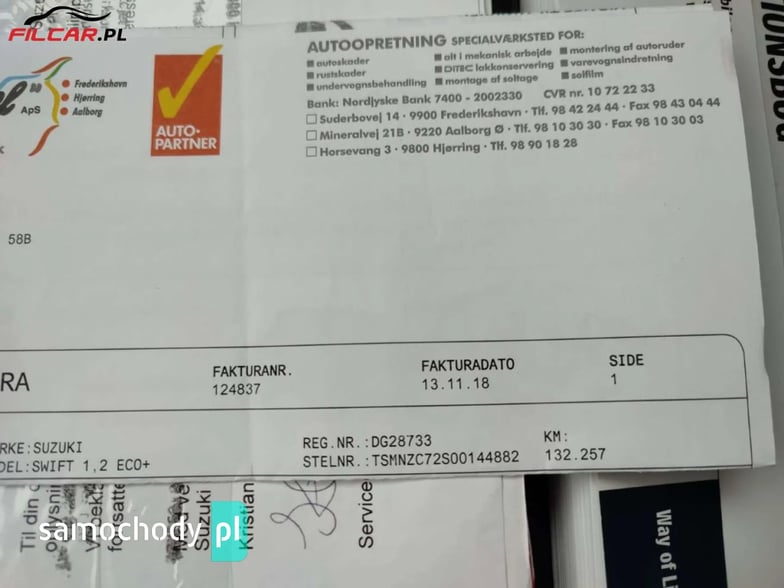 FILCAR.PL
IONSBOG
AUTOOPRETNING SPECIALVÆRKSTED FOR:
autoskader
alt i mekanisk arbejde
montering af autoruder
rustskader
DITEC lakkonservering
varevognsindretning
undervognsbehandling
montage af soltage
solfilm
Bank: Nordjyske Bank 7400 - 2002330 CVR nr. 10 72 22 33
Suderbovej 14 · 9900 Frederikshavn · Tlf. 98 42 24 44 · Fax 98 43 04 44
Mineralvej 21B · 9220 Aalborg Ø · Tlf. 98 10 30 30 · Fax 98 10 30 03
Horsevang 3 · 9800 Hjørring · Tlf. 98 90 18 28
ApS
Frederikshavn
Hjørring
Aalborg
AUTO-
PARTNER
58B
RA
FAKTURANR.
124837
FAKTURADATO
13.11.18
SIDE
1
RKE:SUZUKI
DEL:SWIFT 1,2 ECO+
REG.NR.:DG28733
STELNR.:TSMNZC72S00144882
KM:
132.257
Til din
Suzuki
Kristian
Service
Way of Li
samochody pl